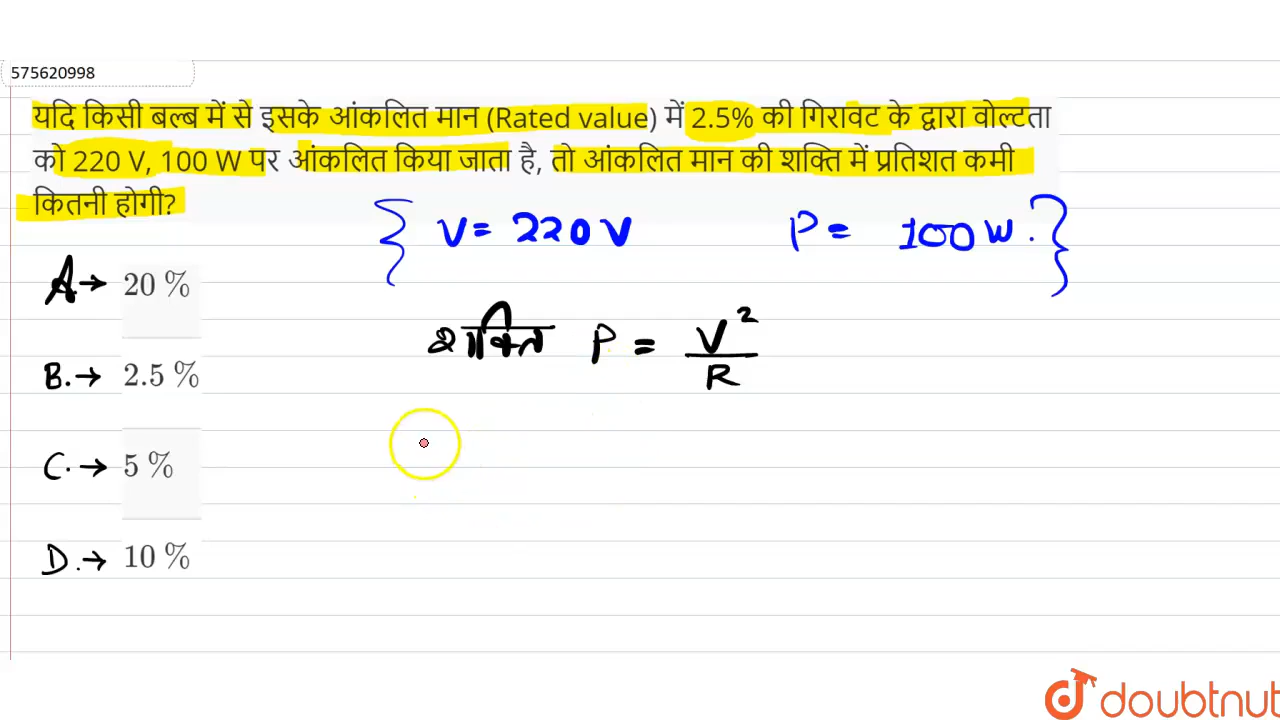 575620998
यदि किसी बल्ब में से इसके आंकलित मान (Rated value) में 2.5% की गिरावट के द्वारा वोल्टता
को 220 V, 100 W पर आंकलित किया जाता है, तो आंकलित मान की शक्ति में प्रतिशत कमी
कितनी होगी?
{ V = 220 V P = 100 W. }
A → 20 %
शक्ति P = V²/R
B. → 2.5 %
C. → 5 %
D. → 10 %
doubtnut